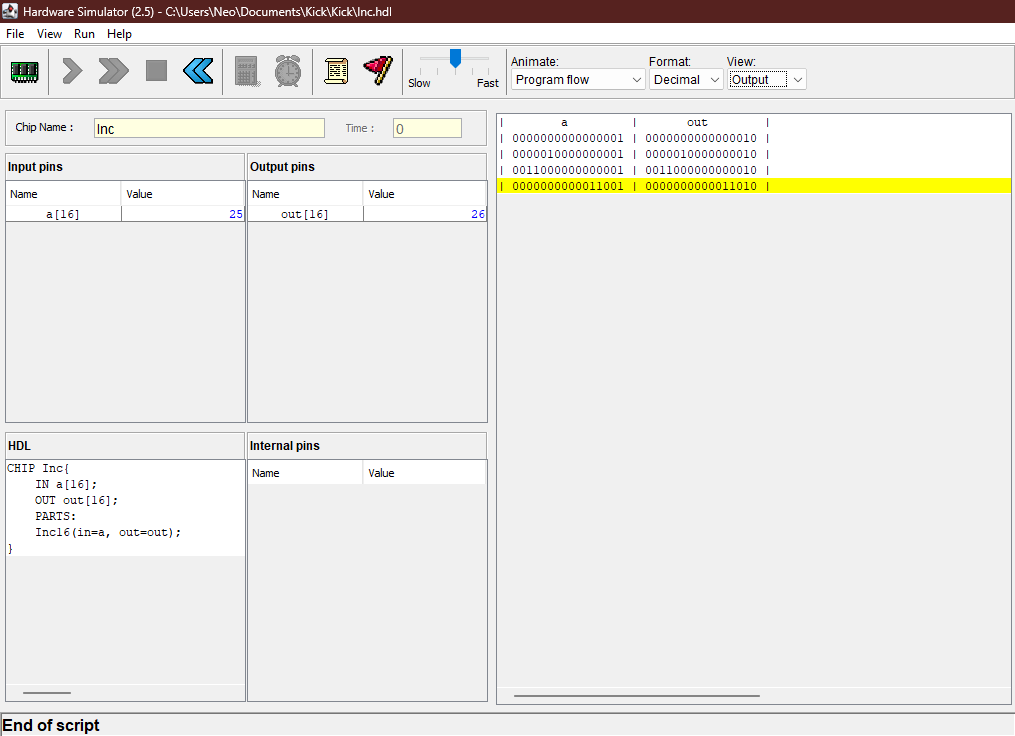 Hardware Simulator (2.5) - C:\Users\Neo\Documents\Kick\Kick\Inc.hdl
File View Run Help
Slow Fast
Animate: Format: View:
Program flow Decimal Output
Chip Name : Inc Time : 0
Input pins Output pins
Name Value Name Value
a[16] 25 out[16] 26
HDL Internal pins
Name Value
CHIP Inc{
    IN a[16];
    OUT out[16];
    PARTS:
    Inc16(in=a, out=out);
}
| a | out |
| 0000000000000001 | 0000000000000010 |
| 0000010000000001 | 0000010000000010 |
| 0011000000000001 | 0011000000000010 |
| 0000000000011001 | 0000000000011010 |
End of script